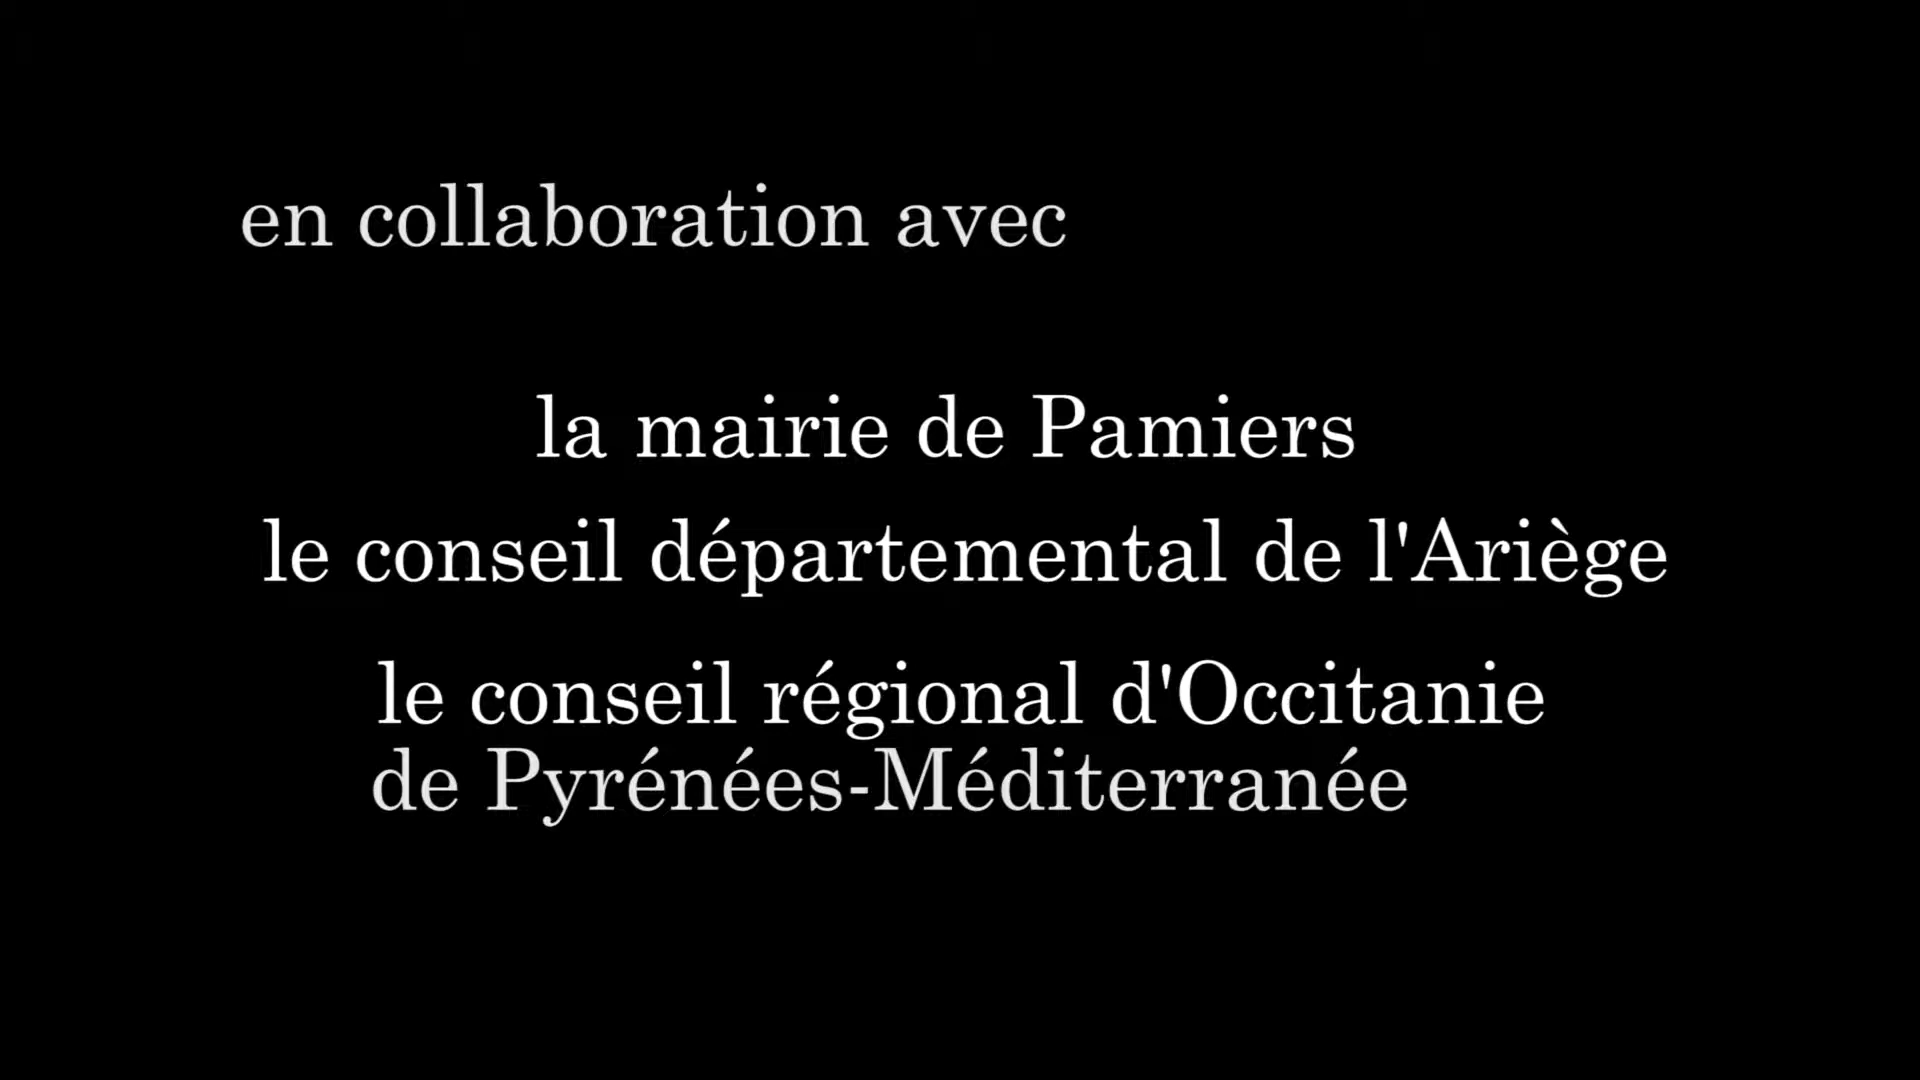 en collaboration avec
la mairie de Pamiers
le conseil départemental de l'Ariège
le conseil régional d'Occitanie
de Pyrénées-Méditerranée